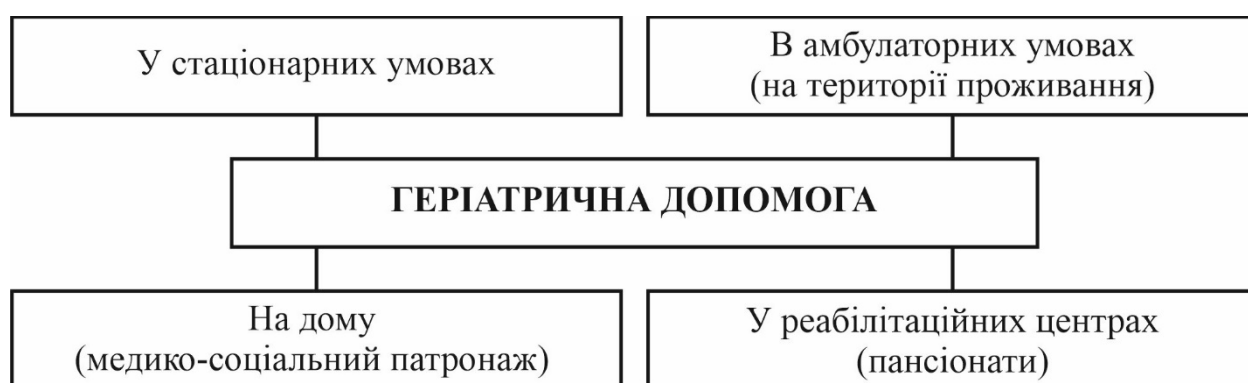 У стаціонарних умовах
В амбулаторних умовах
(на території проживання)
ГЕРІАТРИЧНА ДОПОМОГА
На дому
(медико-соціальний патронаж)
У реабілітаційних центрах
(пансіонати)